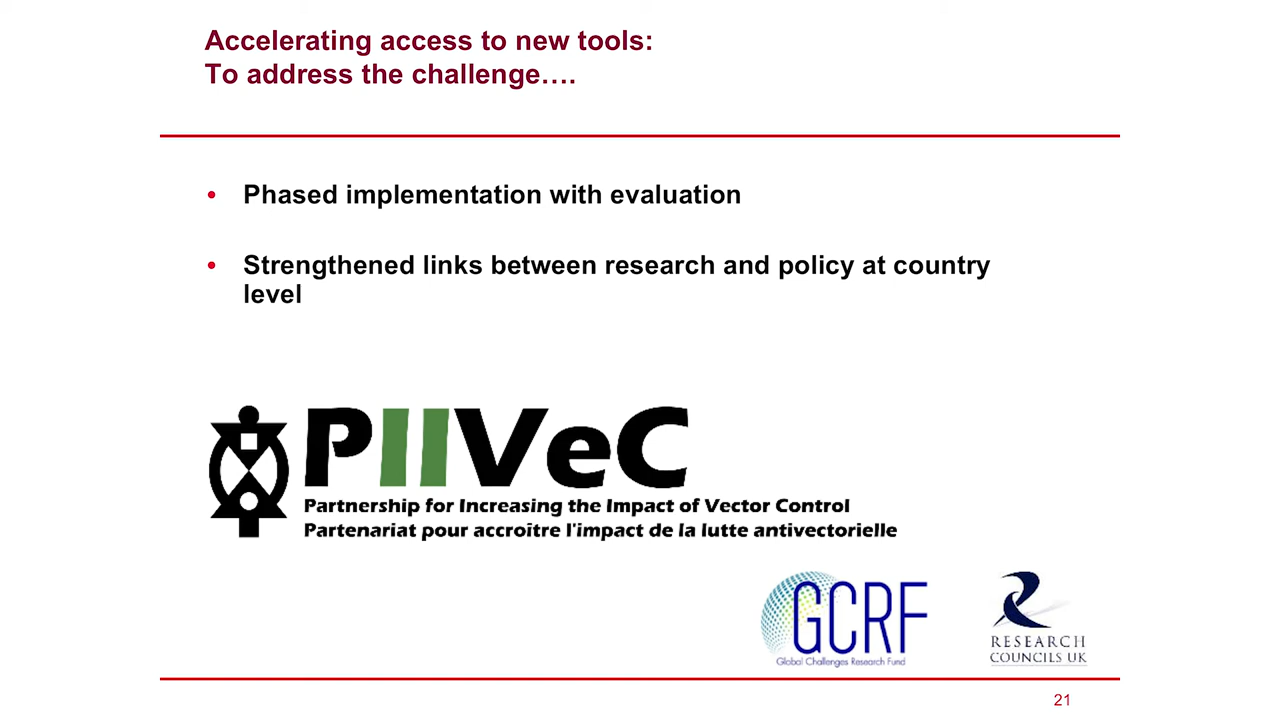 Accelerating access to new tools:
To address the challenge….
• Phased implementation with evaluation
• Strengthened links between research and policy at country
level
PIIVeC
Partnership for Increasing the Impact of Vector Control
Partenariat pour accroître l'impact de la lutte antivectorielle
GCRF
Global Challenges Research Fund
RESEARCH
COUNCILS UK
21